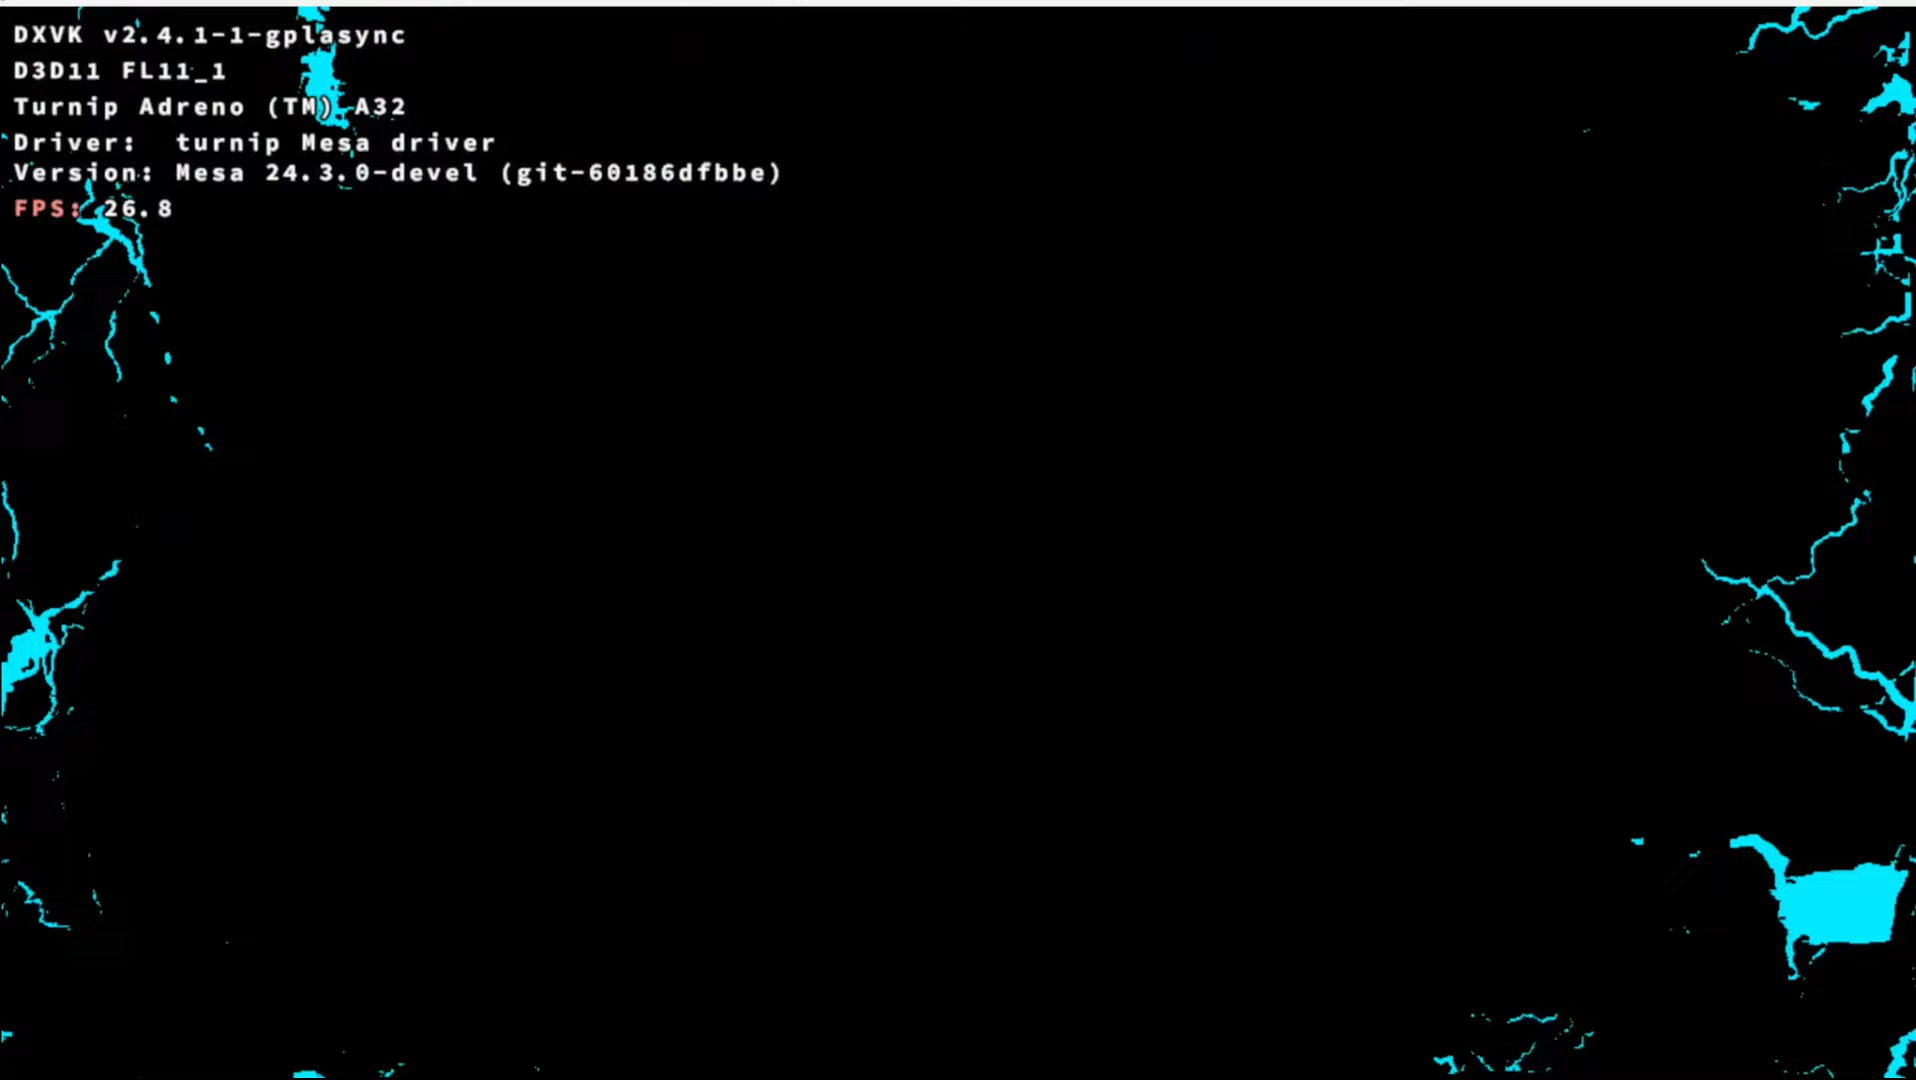 DXVK v2.4.1-1-gplasync
D3D11 FL11_1
Turnip Adreno (TM) A32
Driver: turnip Mesa driver
Version: Mesa 24.3.0-devel (git-60186dfbbe)
FPS: 26.8